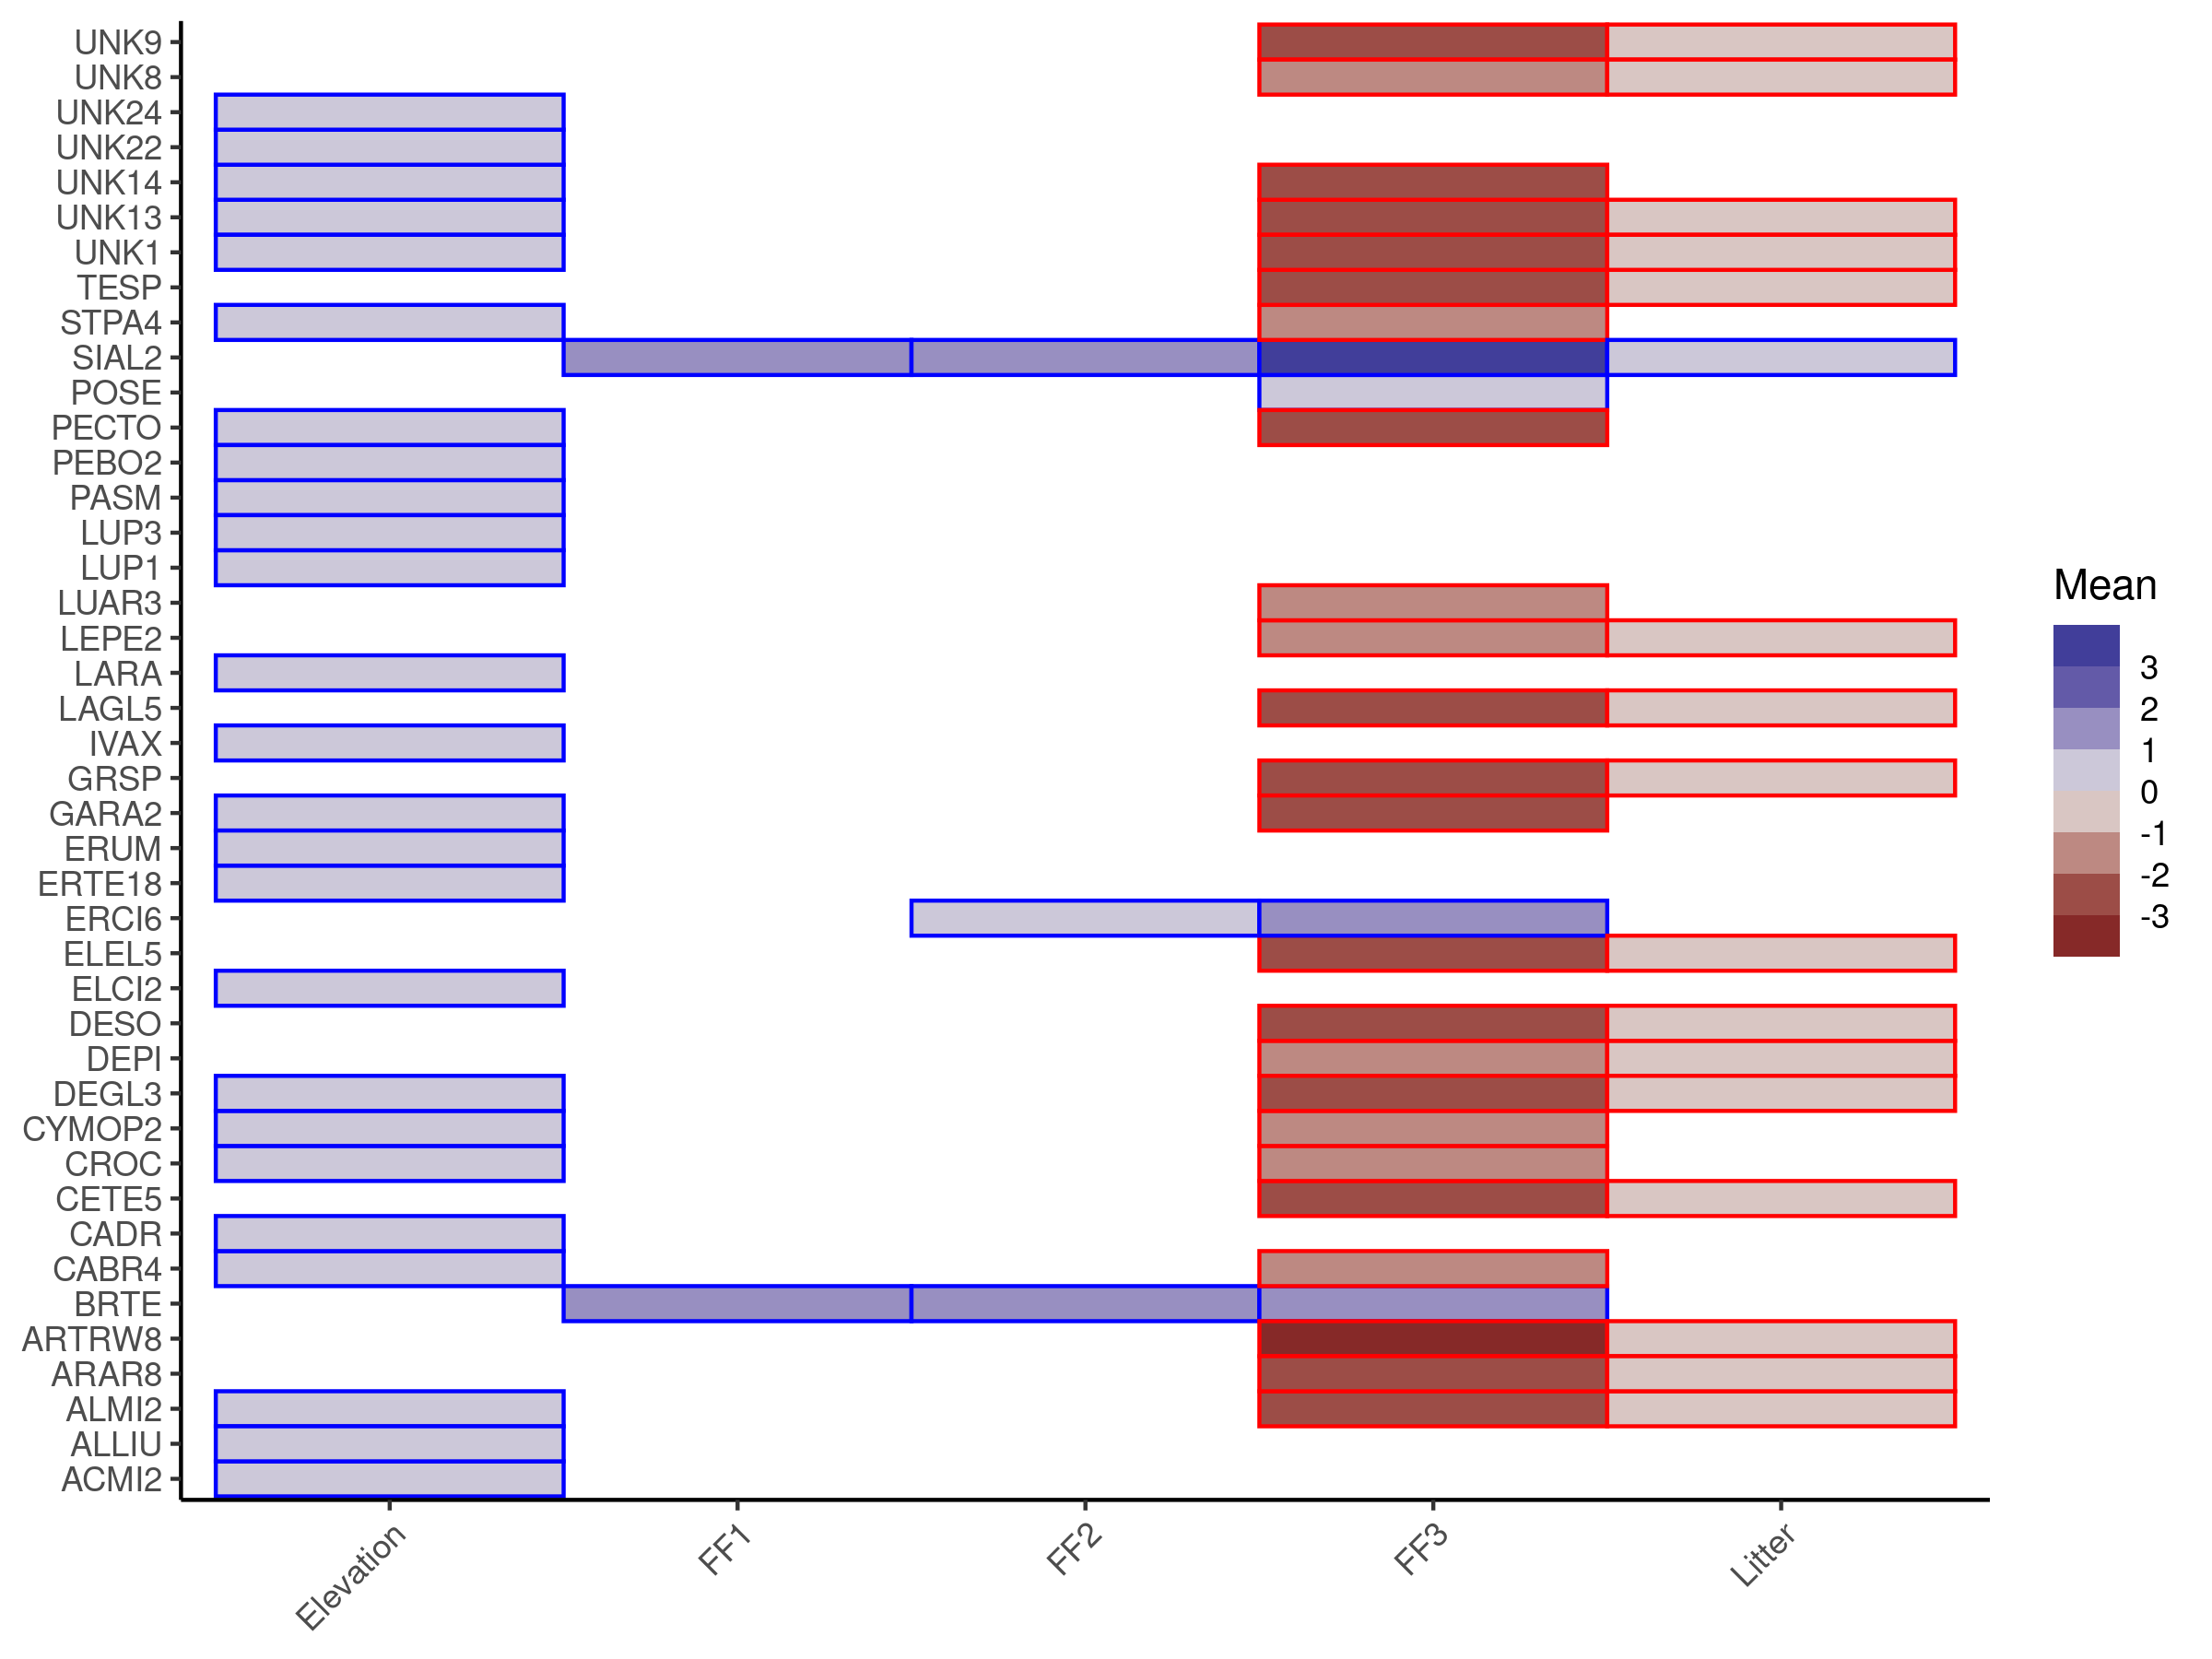 UNK9
UNK8
UNK24
UNK22
UNK14
UNK13
UNK1
TESP
STPA4
SIAL2
POSE
PECTO
PEBO2
PASM
LUP3
LUP1
LUAR3
LEPE2
LARA
LAGL5
IVAX
GRSP
GARA2
ERUM
ERTE18
ERCI6
ELEL5
ELCI2
DESO
DEPI
DEGL3
CYMOP2
CROC
CETE5
CADR
CABR4
BRTE
ARTRW8
ARAR8
ALMI2
ALLIU
ACMI2
Elevation
FF1
FF2
FF3
Litter
Mean
3
2
1
0
-1
-2
-3